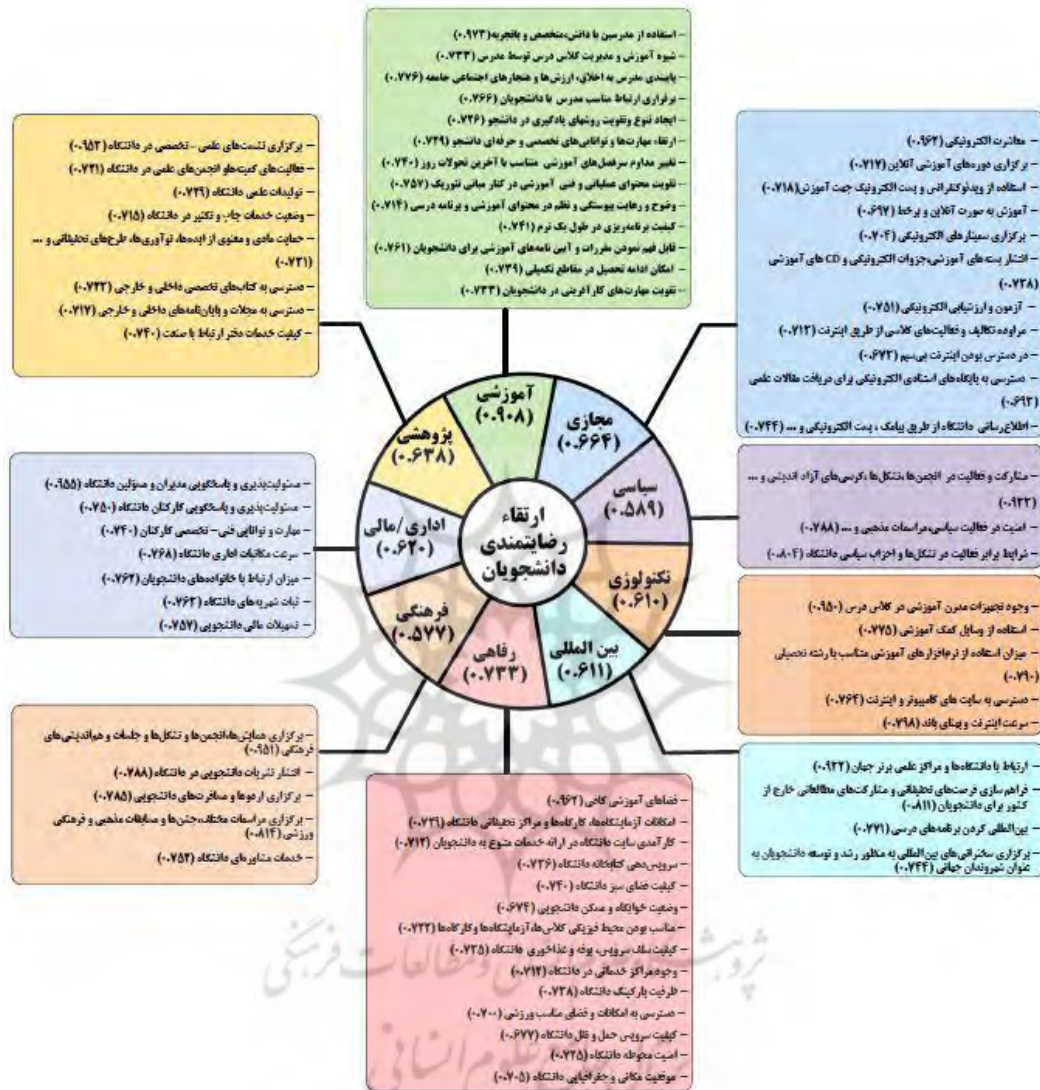 – استفاده از مدرسین با دانش،متخصص و باتجربه(۰.۹۷۳)
– شیوه آموزش و مدیریت کلاس درس توسط مدرس (۰.۷۳۳)
– پایبندی مدرس به اخلاق، ارزش‌ها و هنجارهای اجتماعی جامعه (۰.۷۷۶)
– برقراری ارتباط مناسب مدرس با دانشجویان (۰.۷۶۶)
– ایجاد تنوع وتقویت روشهای یادگیری در دانشجو (۰.۷۲۶)
– ارتقاء مهارت‌ها و توانایی‌های تخصصی و حرفه‌ای دانشجو (۰.۷۲۹)
– تغییر مداوم سرفصل‌های آموزشی متناسب با آخرین تحولات روز (۰.۷۴۰)
– تقویت محتوای عملیاتی و فنی آموزشی در کنار مبانی تئوریک (۰.۷۵۷)
– وضوح و رعایت پیوستگی و نظم در محتوای آموزشی و برنامه درسی (۰.۷۱۴)
– کیفیت برنامه‌ریزی در طول یک ترم (۰.۷۴۱)
– قابل فهم نمودن مقررات و آیین نامه‌های آموزشی برای دانشجویان (۰.۷۶۱)
– امکان ادامه تحصیل در مقاطع تکمیلی (۰.۷۳۹)
– تقویت مهارت‌های کارآفرینی در دانشجویان (۰.۷۳۳)
– معاشرت الکترونیکی (۰.۹۶۲)
– برگزاری دوره‌های آموزشی آنلاین (۰.۷۱۷)
– استفاده از ویدئوکنفرانس و پست الکترونیک جهت آموزش(۰.۷۱۸)
– آموزش به صورت آنلاین و برخط (۰.۶۹۷)
– برگزاری سمینارهای الکترونیکی (۰.۷۰۴)
– انتشار بسته‌های آموزشی،جزوات الکترونیکی و CD های آموزشی
(۰.۷۳۸)
– آزمون و ارزشیابی الکترونیکی (۰.۷۵۱)
– مراوده تکالیف و فعالیت‌های کلاسی از طریق اینترنت (۰.۷۱۳)
– در دسترس بودن اینترنت بی‌سیم (۰.۶۷۲)
– دسترسی به پایگاه‌های اسنادی الکترونیکی برای دریافت مقالات علمی
(۰.۶۹۲)
– اطلاع‌رسانی دانشگاه از طریق پیامک ، پست الکترونیکی و ... (۰.۷۴۴)
– برگزاری نشست‌های علمی – تخصصی در دانشگاه (۰.۹۵۲)
– فعالیت‌های کمیته‌هاو انجمن‌های علمی در دانشگاه (۰.۷۲۱)
– تولیدات علمی دانشگاه (۰.۷۲۹)
– وضعیت خدمات چاپ و تکثیر در دانشگاه (۰.۷۱۵)
– حمایت مادی و معنوی از ایده‌ها، نوآوری‌ها، طرح‌های تحقیقاتی و ...
(۰.۷۳۱)
– دسترسی به کتاب‌های تخصصی داخلی و خارجی (۰.۷۳۲)
– دسترسی به مجلات و پایان‌نامه‌های داخلی و خارجی (۰.۷۱۷)
– کیفیت خدمات دفتر ارتباط با صنعت (۰.۷۴۰)
آموزشی
(۰.۹۰۸)
مجازی
(۰.۶۶۴)
پژوهشی
(۰.۶۳۸)
سیاسی
(۰.۵۸۹)
اداری/مالی
(۰.۶۲۰)
ارتقاء
رضایتمندی
دانشجویان
تکنولوژی
(۰.۶۱۰)
فرهنگی
(۰.۵۷۷)
رفاهی
(۰.۷۳۳)
بین المللی
(۰.۶۱۱)
– مشارکت و فعالیت در انجمن‌ها ،تشکل‌ها ،کرسی‌های آزاد اندیشی و ...
(۰.۹۲۲)
– امنیت در فعالیت سیاسی،مراسمات مذهبی و ... (۰.۷۸۸)
– شرایط برابر فعالیت در تشکل‌ها و احزاب سیاسی دانشگاه (۰.۸۰۴)
– مسئولیت‌پذیری و پاسخگویی مدیران و مسؤلین دانشگاه (۰.۹۵۵)
– مسئولیت‌پذیری و پاسخگویی کارکنان دانشگاه (۰.۷۵۰)
– مهارت و توانایی فنی– تخصصی کارکنان (۰.۷۴۰)
– سرعت مکاتبات اداری دانشگاه (۰.۷۶۸)
– میزان ارتباط با خانواده‌های دانشجویان (۰.۷۶۲)
– ثبات شهریه‌های دانشگاه (۰.۷۶۳)
– تسهیلات مالی دانشجویی (۰.۷۵۷)
– وجود تجهیزات مدرن آموزشی در کلاس درس (۰.۹۵۰)
– استفاده از وسایل کمک آموزشی (۰.۷۷۵)
– میزان استفاده از نرم‌افزارهای آموزشی متناسب با رشته تحصیلی
(۰.۷۹۰)
– دسترسی به سایت های کامپیوتر و اینترنت (۰.۷۶۴)
– سرعت اینترنت و پهنای باند (۰.۷۹۸)
– برگزاری همایش‌ها،انجمن‌ها و تشکل‌ها و جلسات و هم‌اندیشی‌های
فرهنگی (۰.۹۵۱)
– انتشار نشریات دانشجویی در دانشگاه (۰.۷۸۸)
– برگزاری اردوها و مسافرت‌های دانشجویی (۰.۷۸۵)
– برگزاری مراسمات مختلف،جشن‌ها و مسابقات مذهبی و فرهنگی
ورزشی (۰.۸۱۴)
– خدمات مشاوره‌ای دانشگاه (۰.۷۵۲)
– ارتباط با دانشگاه‌ها و مراکز علمی برتر جهان (۰.۹۳۲)
– فراهم سازی فرصت‌های تحقیقاتی و مشارکت‌های مطالعاتی خارج از
کشور برای دانشجویان (۰.۸۱۱)
– بین‌المللی کردن برنامه‌های درسی (۰.۷۷۱)
– برگزاری سخنرانی‌های بین‌المللی به منظور رشد و توسعه دانشجویان به
عنوان شهروندان جهانی (۰.۷۴۴)
– فضاهای آموزشی کافی (۰.۹۶۲)
– امکانات آزمایشگاه‌ها، کارگاه‌ها و مراکز تحقیقاتی دانشگاه (۰.۷۲۹)
– کارآمدی سایت دانشگاه در ارائه خدمات متنوع به دانشجویان (۰.۷۱۲)
– سرویس‌دهی کتابخانه دانشگاه (۰.۷۳۶)
– کیفیت فضای سبز دانشگاه (۰.۷۴۰)
– وضعیت خوابگاه و مسکن دانشجویی (۰.۶۷۴)
– مناسب بودن محیط فیزیکی کلاس‌ها،آزمایشگاه‌ها وکارگاه‌ها (۰.۷۲۲)
– کیفیت سلف سرویس، بوفه و غذاخوری دانشگاه (۰.۷۳۵)
– وجود مراکز خدماتی در دانشگاه (۰.۷۱۲)
– ظرفیت پارکینگ دانشگاه (۰.۷۳۸)
– دسترسی به امکانات و فضای مناسب ورزشی (۰.۷۰۰)
– کیفیت سرویس حمل و نقل دانشگاه (۰.۶۷۷)
– امنیت محوطه دانشگاه (۰.۷۲۵)
– موقعیت مکانی و جغرافیایی دانشگاه (۰.۷۰۵)